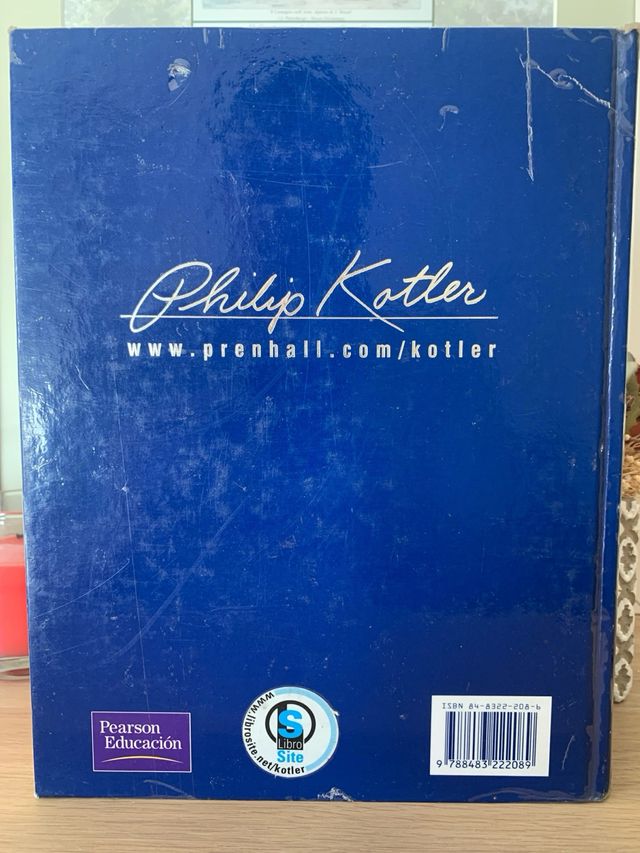 Philip Kotler
www.prenhall.com/kotler
Pearson
Educación
www.librosite.net/kotler
S
Libro
Site
ISBN 84-8322-208-6
9 788483 222089